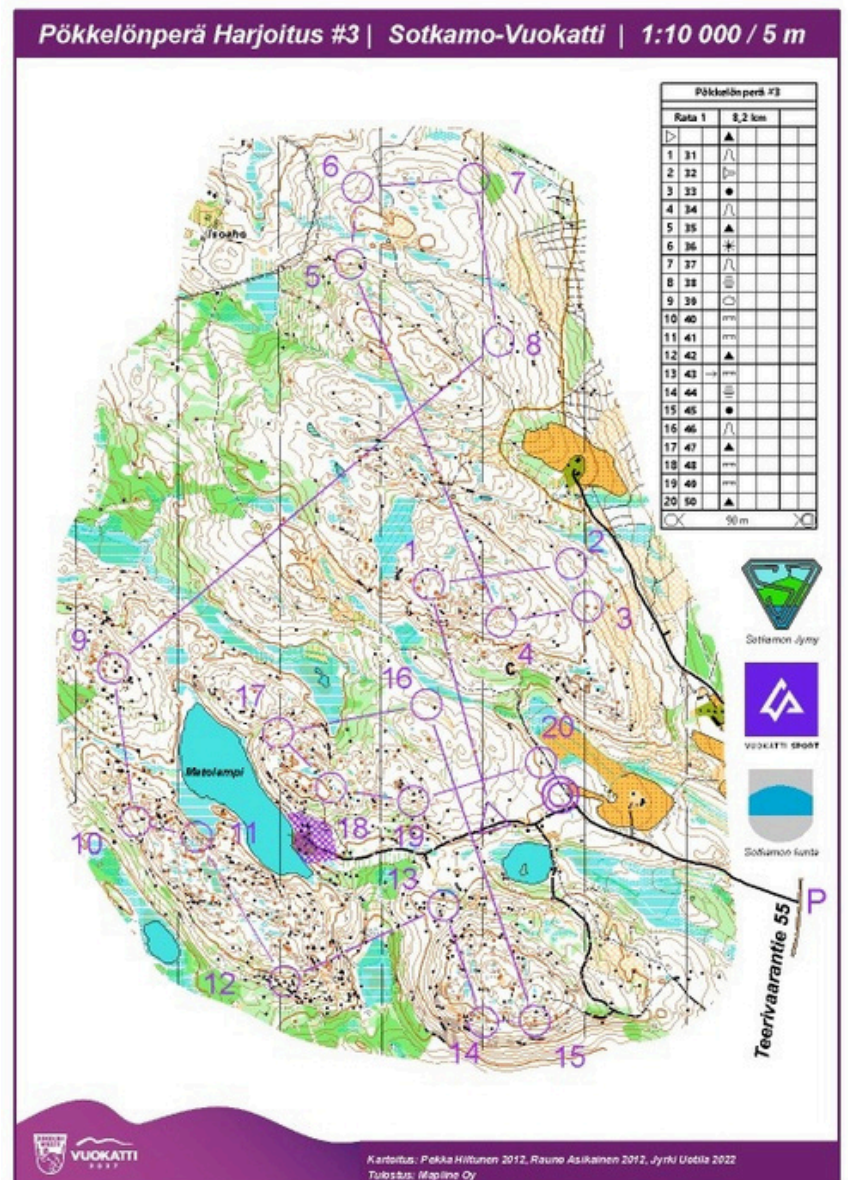 Pökkelönperä Harjoitus #3 | Sotkamo-Vuokatti | 1:10 000 / 5 m
Pökkelönperä #3
Rata 1 8,2 km
1 31
2 32
3 33
4 34
5 35
6 36
7 37
8 38
9 39
10 40
11 41
12 42
13 43
14 44
15 45
16 46
17 47
18 48
19 49
20 50
90 m
6
7
Isoaho
5
8
1
2
3
4
9
16
17
20
Matolampi
10
11
18
19
13
12
14
15
P
Teerivaarantie 55
Sotkamon Jymy
VUOKATTI SPORT
Sotkamon kunta
VUOKATTI
2027
Kartoitus: Pekka Hiltunen 2012, Rauno Asikainen 2012, Jyrki Uotila 2022
Tulostus: Mapline Oy